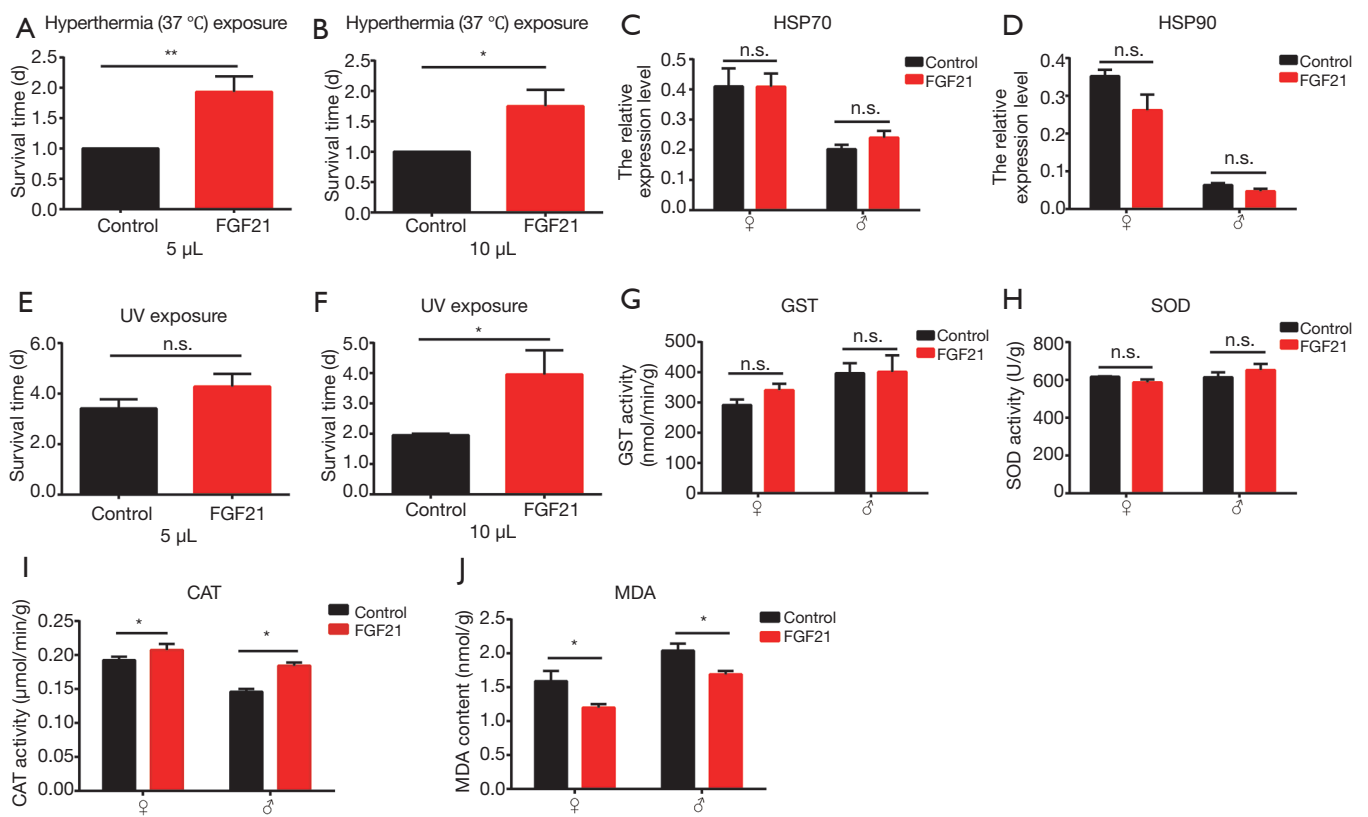 A
Hyperthermia (37 ℃) exposure
**
Survival time (d)
2.5
2.0
1.5
1.0
0.5
0.0
Control
FGF21
5 µL
B
Hyperthermia (37 ℃) exposure
*
Survival time (d)
2.5
2.0
1.5
1.0
0.5
0.0
Control
FGF21
10 µL
C
HSP70
Control
FGF21
n.s.
n.s.
The relative
expression level
0.5
0.4
0.3
0.2
0.1
0.0
♀
♂
D
HSP90
Control
FGF21
n.s.
n.s.
The relative
expression level
0.4
0.3
0.2
0.1
0.0
♀
♂
E
UV exposure
n.s.
Survival time (d)
6.0
4.0
2.0
0.0
Control
FGF21
5 µL
F
UV exposure
*
Survival time (d)
5.0
4.0
3.0
2.0
1.0
0.0
Control
FGF21
10 µL
G
GST
Control
FGF21
n.s.
n.s.
GST activity
(nmol/min/g)
500
400
300
400
100
0
♀
♂
H
SOD
Control
FGF21
n.s.
n.s.
SOD activity (U/g)
800
600
400
200
0
♀
♂
I
CAT
Control
FGF21
*
*
CAT activity (µmol/min/g)
0.25
0.20
0.15
0.10
0.05
0.00
♀
♂
J
MDA
Control
FGF21
*
*
MDA content (nmol/g)
2.5
2.0
1.5
1.0
0.5
0.0
♀
♂